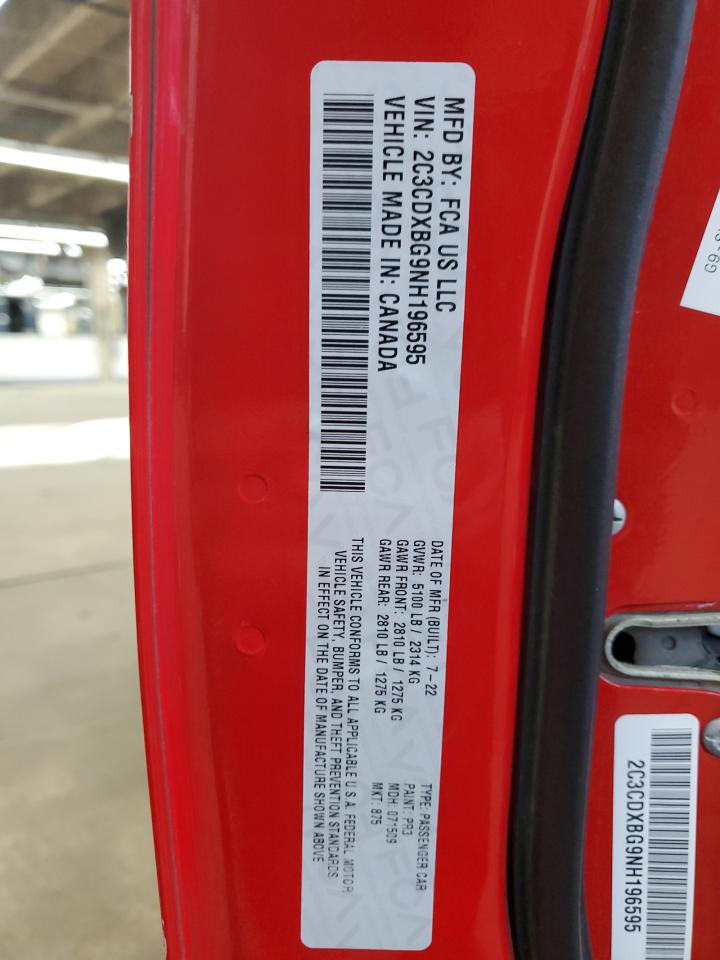 MFD BY: FCA US LLC
VIN: 2C3CDXBG9NH196595
VEHICLE MADE IN: CANADA
DATE OF MFR (BUILT): 7-22
GVWR: 5100 LB / 2314 KG
GAWR FRONT: 2810 LB / 1275 KG
GAWR REAR: 2810 LB / 1275 KG
TYPE: PASSENGER CAR
PAINT: PR3
MDH: 071509
MKT: 875
THIS VEHICLE CONFORMS TO ALL APPLICABLE U.S.A. FEDERAL MOTOR
VEHICLE SAFETY, BUMPER, AND THEFT PREVENTION STANDARDS
IN EFFECT ON THE DATE OF MANUFACTURE SHOWN ABOVE
2C3CDXBG9NH196595